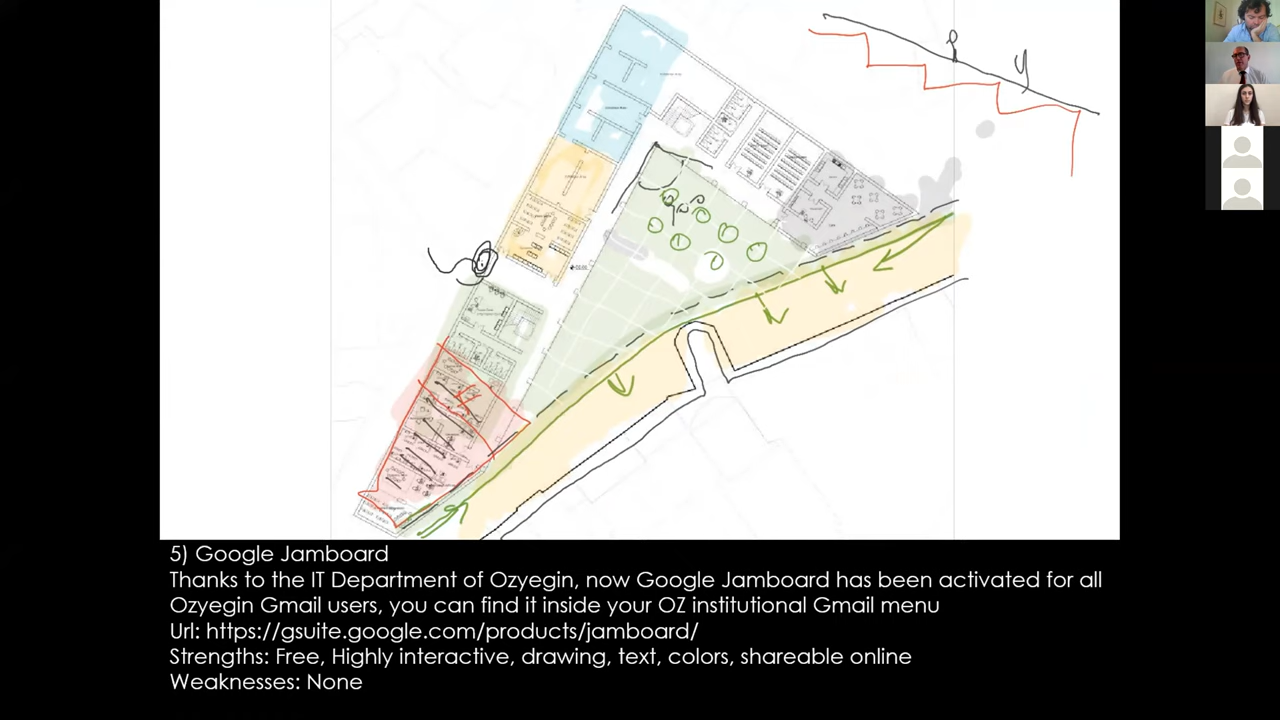 5) Google Jamboard
Thanks to the IT Department of Ozyegin, now Google Jamboard has been activated for all
Ozyegin Gmail users, you can find it inside your OZ institutional Gmail menu
Url: https://gsuite.google.com/products/jamboard/
Strengths: Free, Highly interactive, drawing, text, colors, shareable online
Weaknesses: None